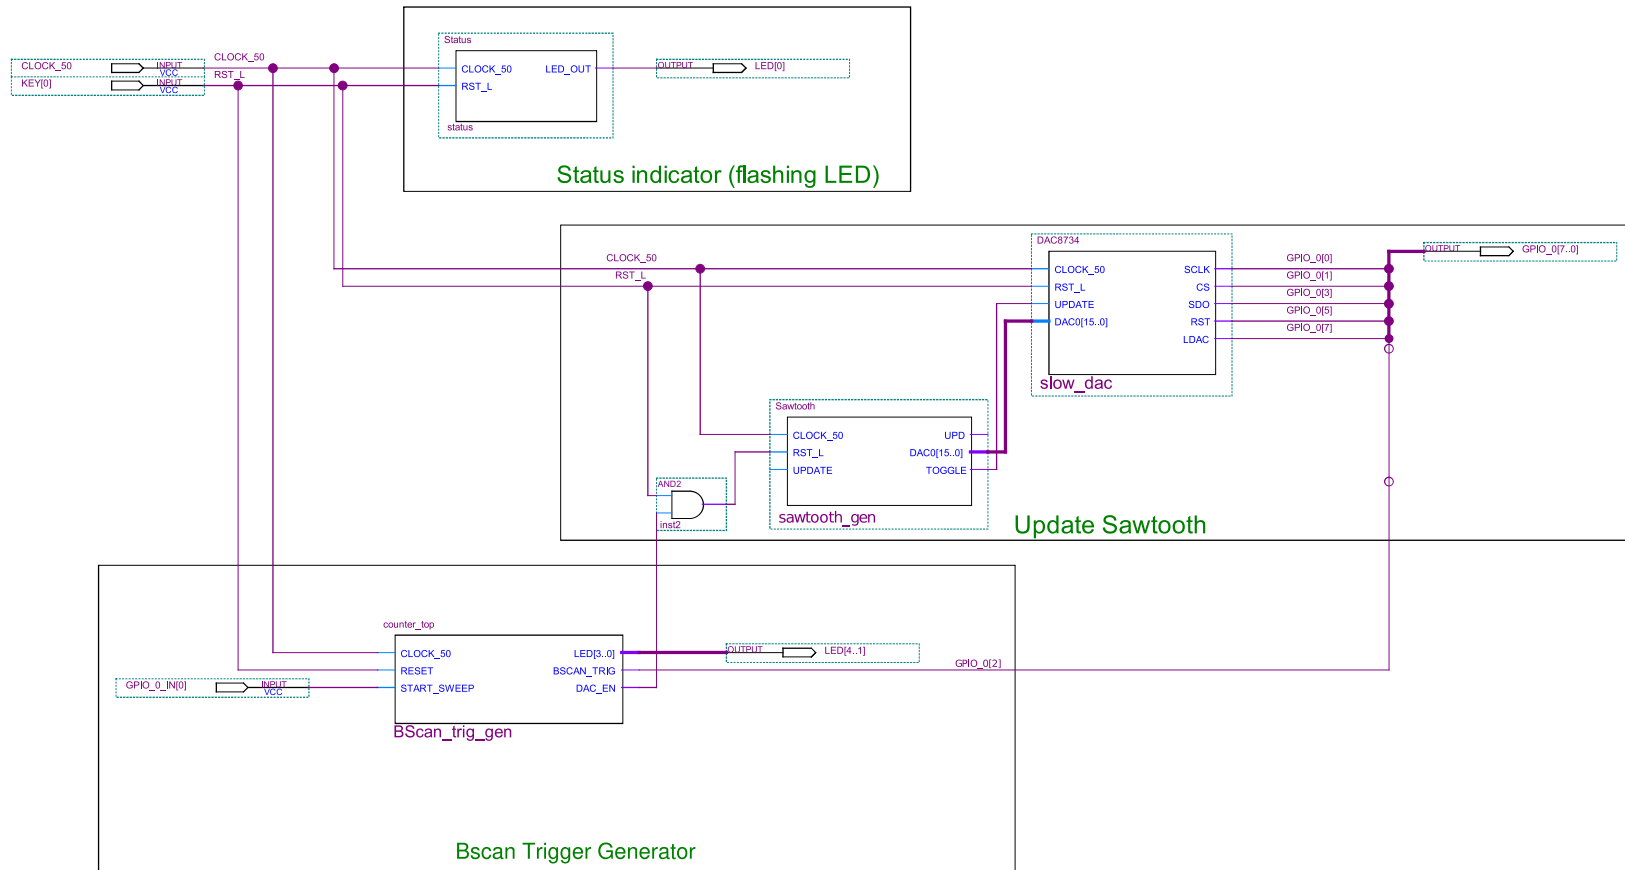 CLOCK_50
INPUT
VCC
KEY[0]
INPUT
VCC
CLOCK_50
RST_L
Status
CLOCK_50
LED_OUT
RST_L
status
OUTPUT
LED[0]
Status indicator (flashing LED)
CLOCK_50
RST_L
DAC8734
CLOCK_50
SCLK
RST_L
CS
UPDATE
SDO
DAC0[15..0]
RST
LDAC
slow_dac
GPIO_0[0]
GPIO_0[1]
GPIO_0[3]
GPIO_0[5]
GPIO_0[7]
OUTPUT
GPIO_0[7..0]
Sawtooth
CLOCK_50
UPD
RST_L
DAC0[15..0]
UPDATE
TOGGLE
sawtooth_gen
AND2
inst2
Update Sawtooth
counter_top
CLOCK_50
LED[3..0]
RESET
BSCAN_TRIG
START_SWEEP
DAC_EN
BScan_trig_gen
GPIO_0_IN[0]
INPUT
VCC
OUTPUT
LED[4..1]
GPIO_0[2]
Bscan Trigger Generator